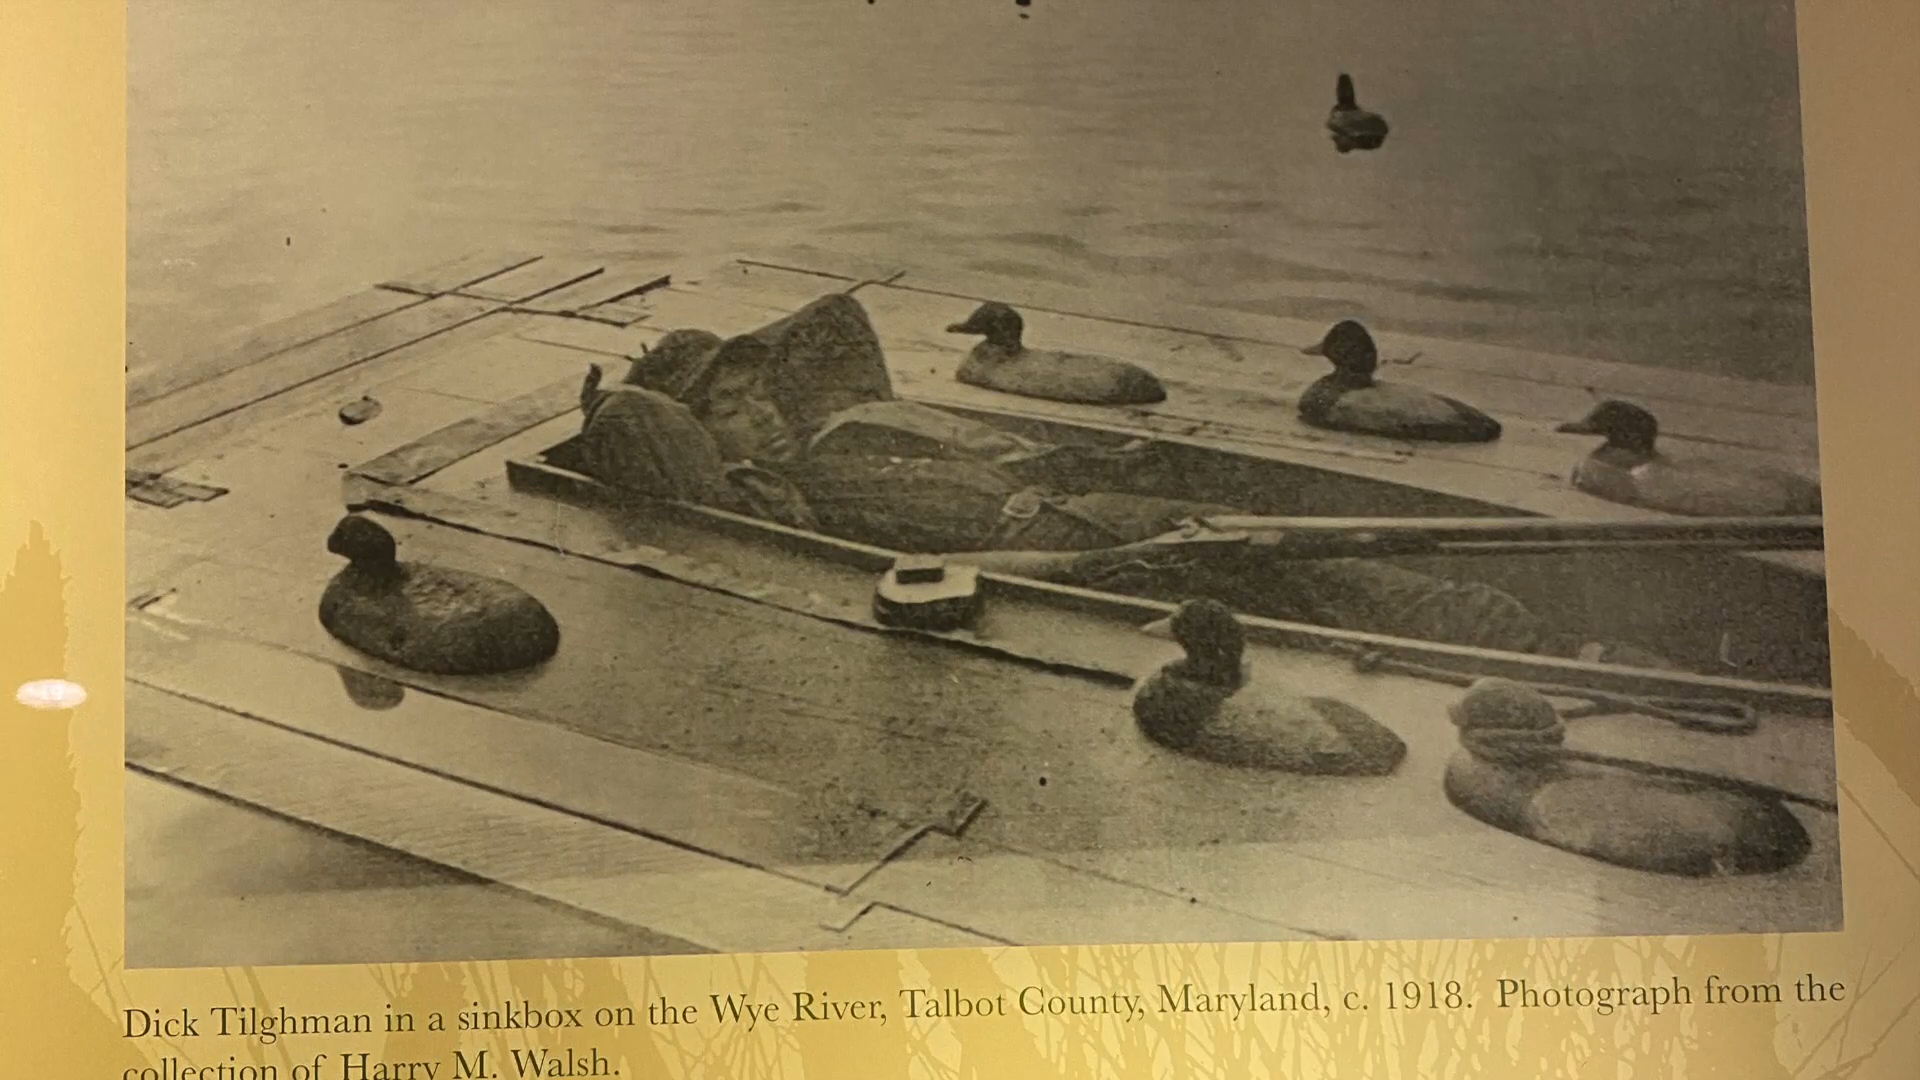 Dick Tilghman in a sinkbox on the Wye River, Talbot County, Maryland, c. 1918. Photograph from the
collection of Harry M. Walsh.